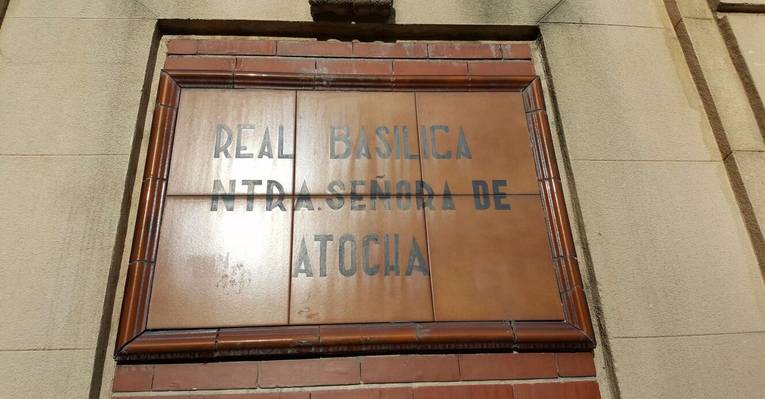 REAL BASILICA
NTRA. SEÑORA DE
ATOCHA